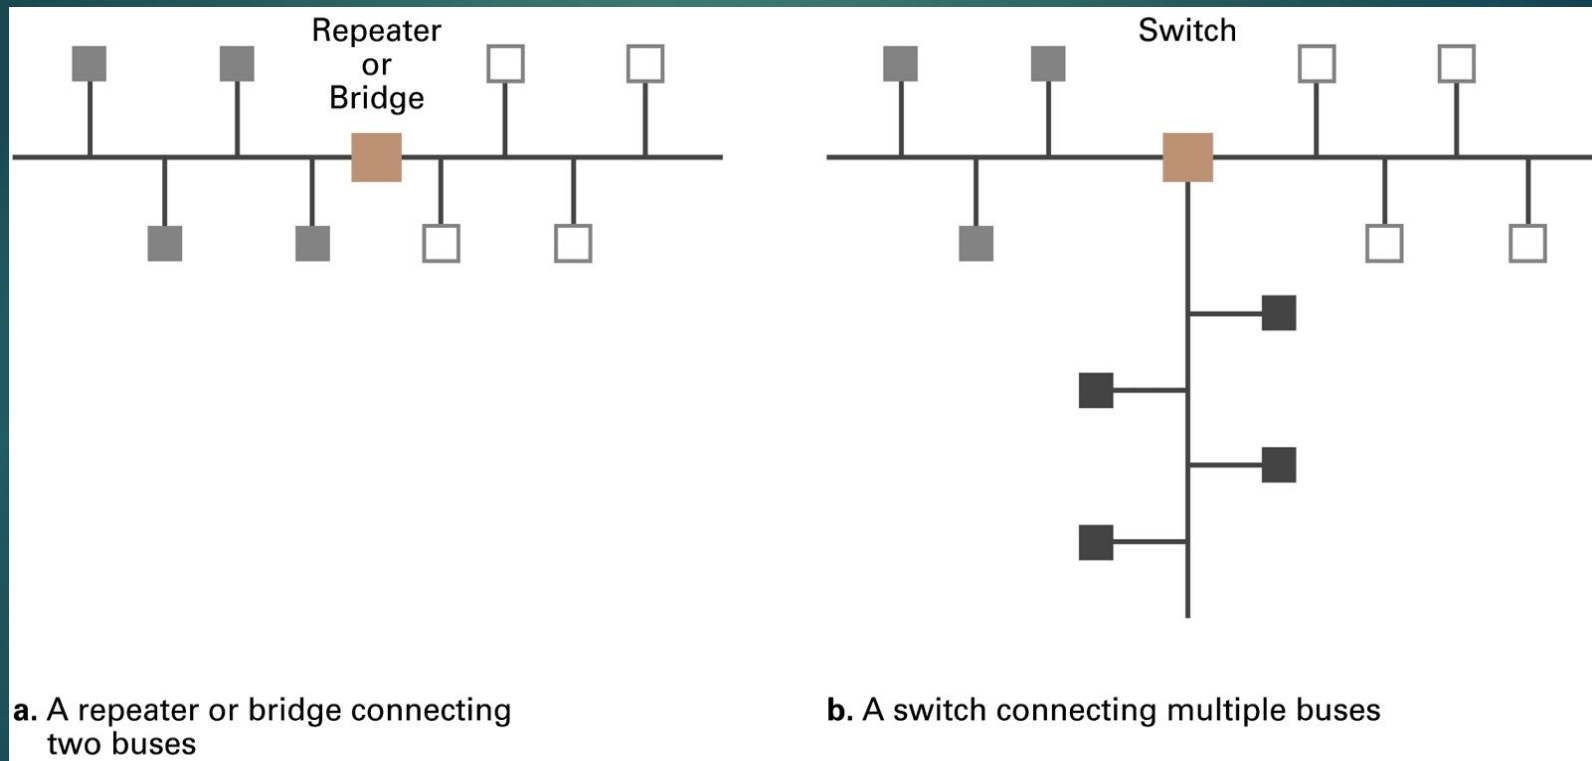 Repeater
or
Bridge
Switch
a. A repeater or bridge connecting
two buses
b. A switch connecting multiple buses